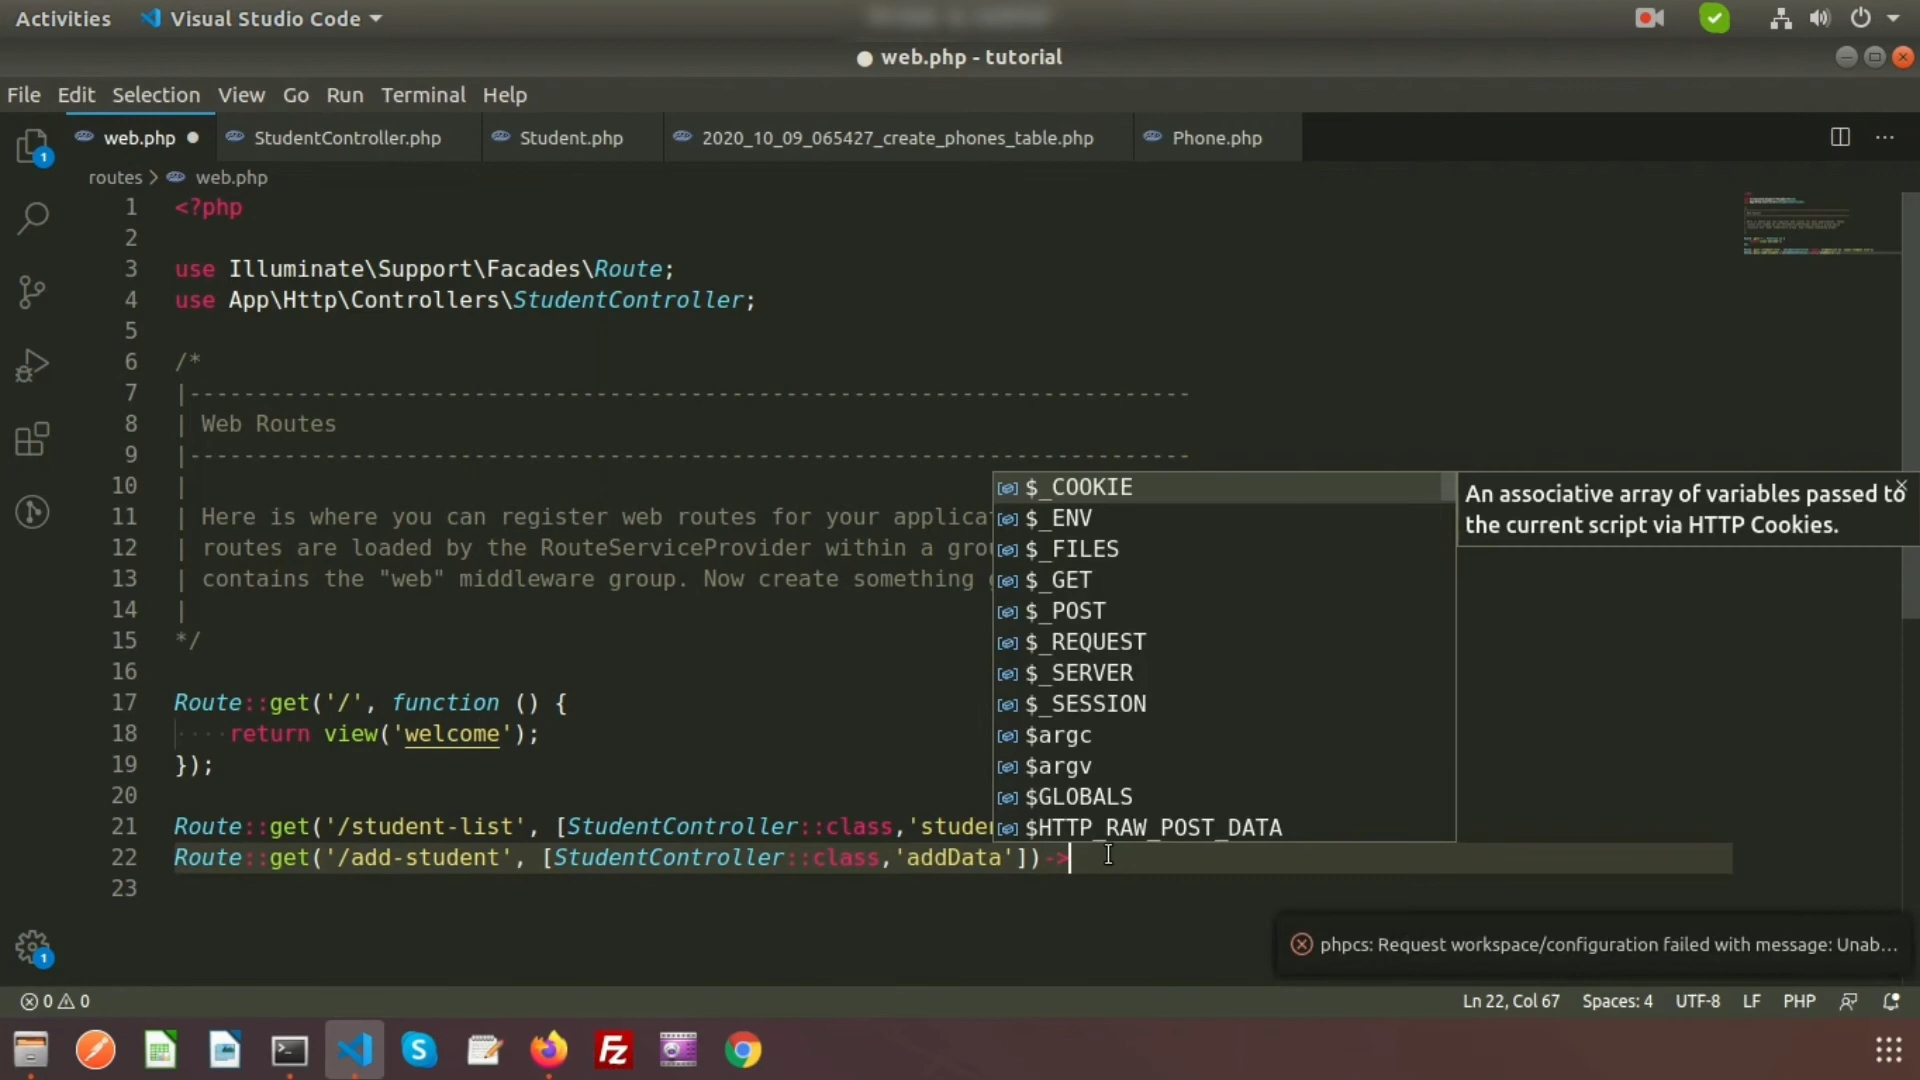 Activities Visual Studio Code
web.php - tutorial
File Edit Selection View Go Run Terminal Help
web.php StudentController.php Student.php 2020_10_09_065427_create_phones_table.php Phone.php
routes > web.php
1 <?php
2
3 use Illuminate\Support\Facades\Route;
4 use App\Http\Controllers\StudentController;
5
6 /*
7 |--------------------------------------------------------------------------
8 | Web Routes
9 |--------------------------------------------------------------------------
10 |
11 | Here is where you can register web routes for your applica
12 | routes are loaded by the RouteServiceProvider within a grou
13 | contains the "web" middleware group. Now create something
14 |
15 */
16
17 Route::get('/', function () {
18 ····return view('welcome');
19 });
20
21 Route::get('/student-list', [StudentController::class,'studen
22 Route::get('/add-student', [StudentController::class,'addData'])->
23
$_COOKIE
$_ENV
$_FILES
$_GET
$_POST
$_REQUEST
$_SERVER
$_SESSION
$argc
$argv
$GLOBALS
$HTTP_RAW_POST_DATA
An associative array of variables passed to
the current script via HTTP Cookies.
1
1
phpcs: Request workspace/configuration failed with message: Unab...
0 0 Ln 22, Col 67 Spaces: 4 UTF-8 LF PHP
S Fz